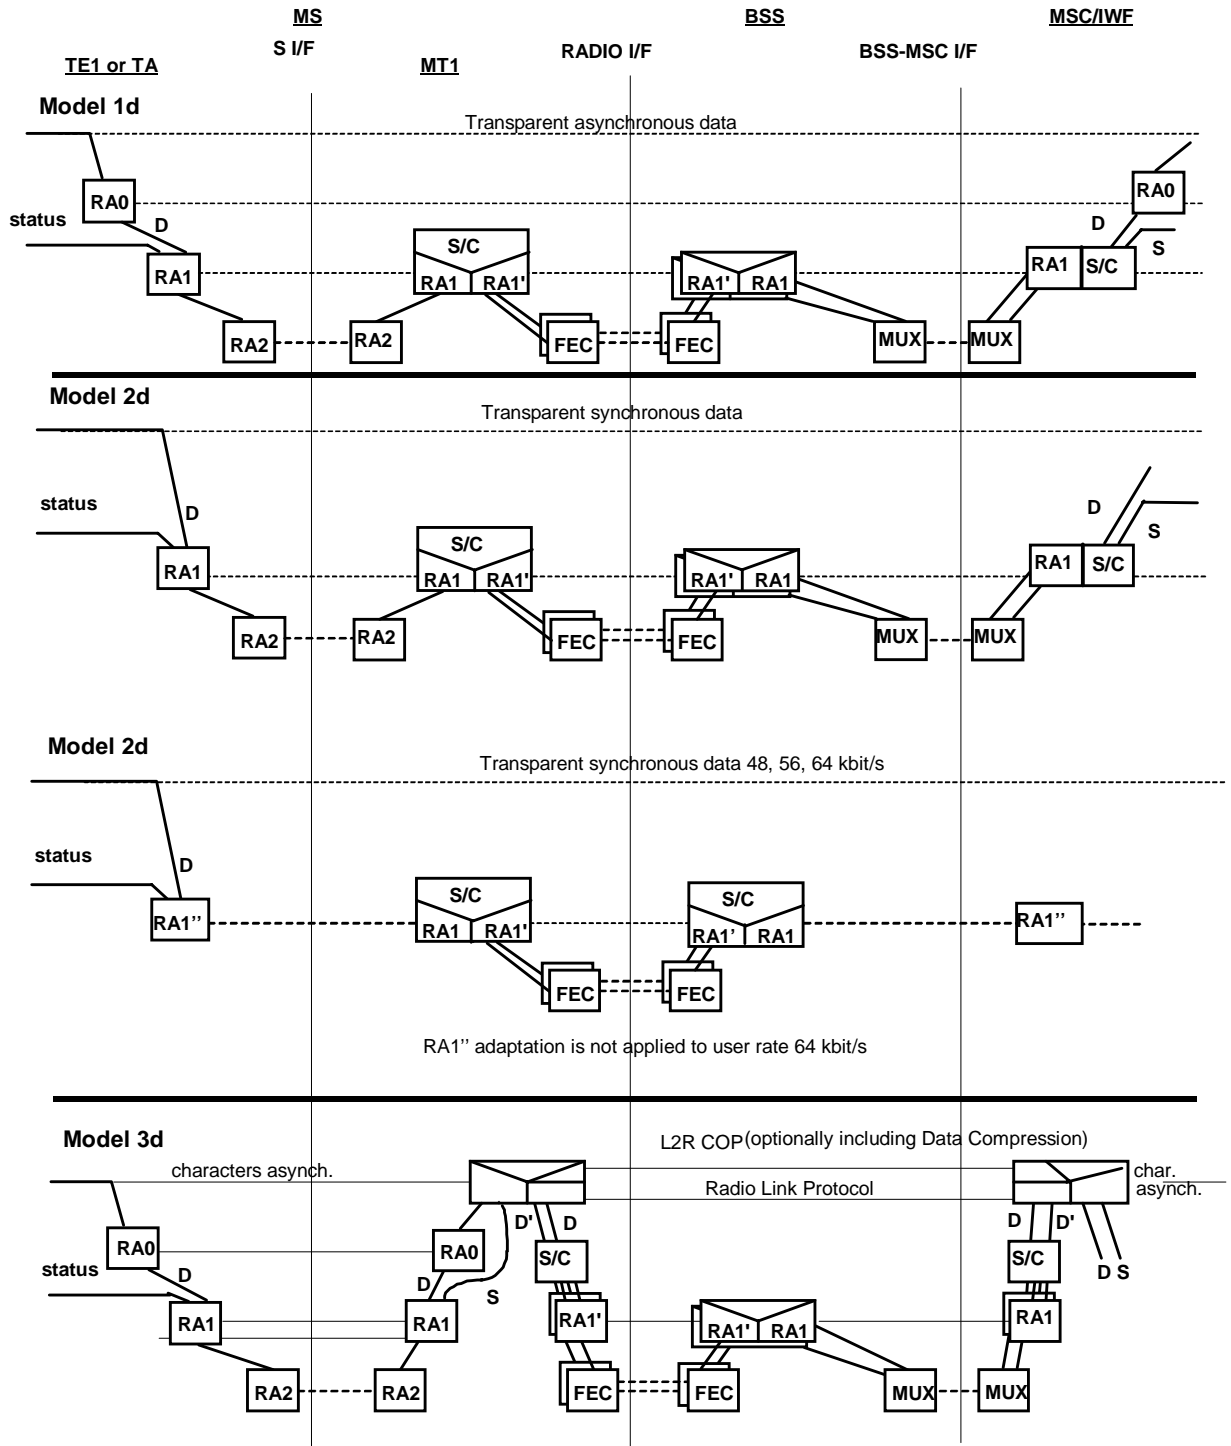 MS BSS MSC/IWF
S I/F RADIO I/F BSS-MSC I/F
TE1 or TA MT1
Model 1d
Transparent asynchronous data
RA0 RA0
status D D S
S/C
RA1 RA1 RA1' RA1' RA1 RA1 S/C
RA2 RA2 FEC FEC MUX MUX
Model 2d
Transparent synchronous data
status D D S
S/C
RA1 RA1 RA1' RA1' RA1 RA1 S/C
RA2 RA2 FEC FEC MUX MUX
Model 2d
Transparent synchronous data 48, 56, 64 kbit/s
status D
S/C S/C
RA1'' RA1 RA1' RA1' RA1 RA1''
FEC FEC
RA1'' adaptation is not applied to user rate 64 kbit/s
Model 3d
L2R COP (optionally including Data Compression)
characters asynch. char.
Radio Link Protocol asynch.
D' D D D'
RA0 RA0 S/C S/C
status D D S D S
RA1 RA1 RA1' RA1' RA1 RA1
RA2 RA2 FEC FEC MUX MUX